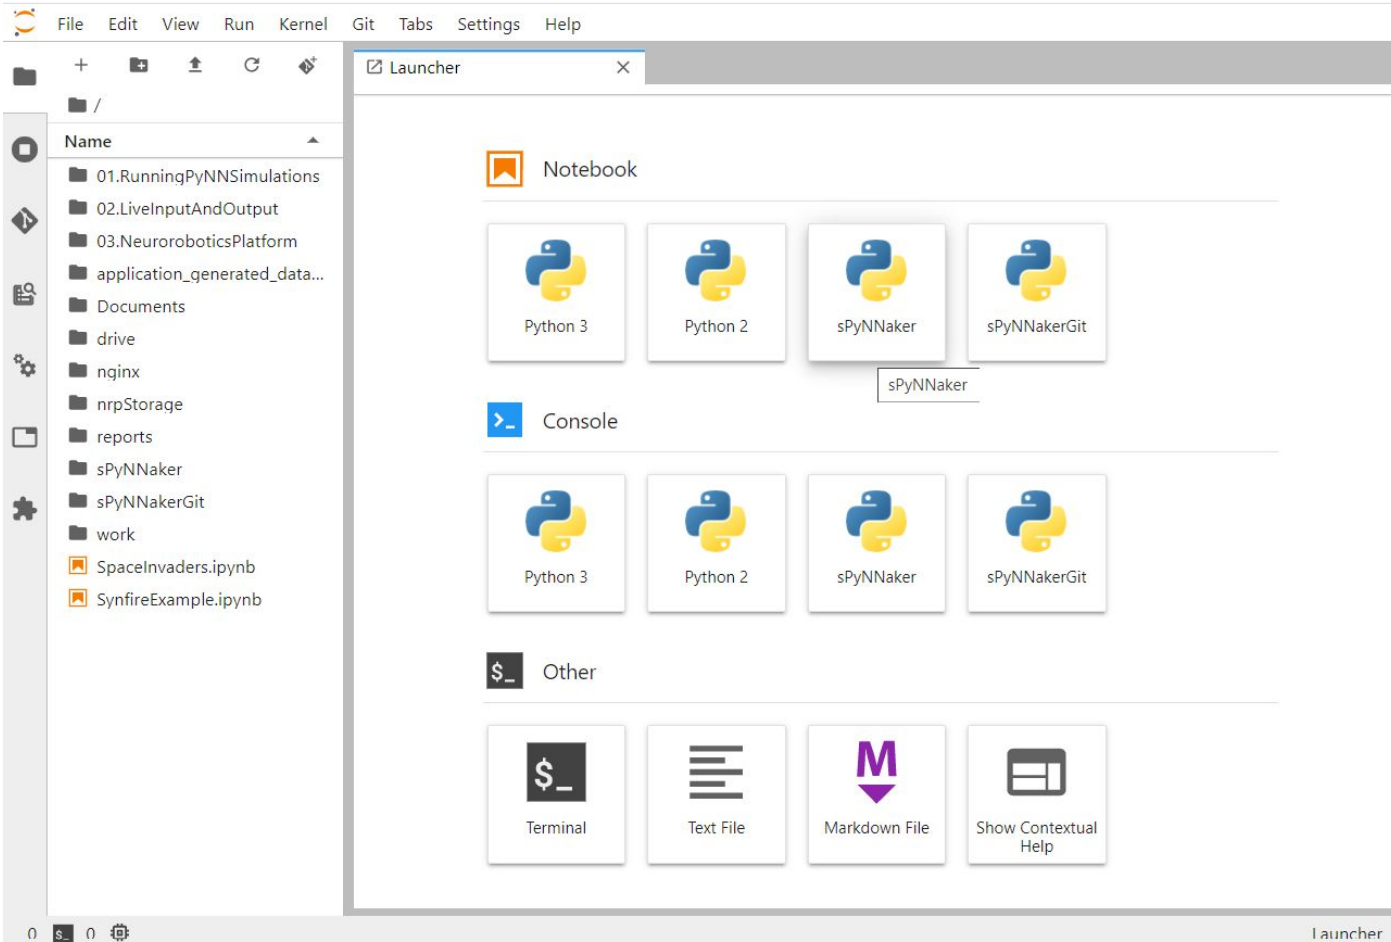 File Edit View Run Kernel Git Tabs Settings Help
Launcher
/
Name
01.RunningPyNNSimulations
02.LiveInputAndOutput
03.NeuroroboticsPlatform
application_generated_data...
Documents
drive
nginx
nrpStorage
reports
sPyNNaker
sPyNNakerGit
work
SpaceInvaders.ipynb
SynfireExample.ipynb
Notebook
Python 3 Python 2 sPyNNaker sPyNNakerGit
sPyNNaker
Console
Python 3 Python 2 sPyNNaker sPyNNakerGit
$_ Other
$_ M
Terminal Text File Markdown File Show Contextual
Help
0 $_ 0 Launcher